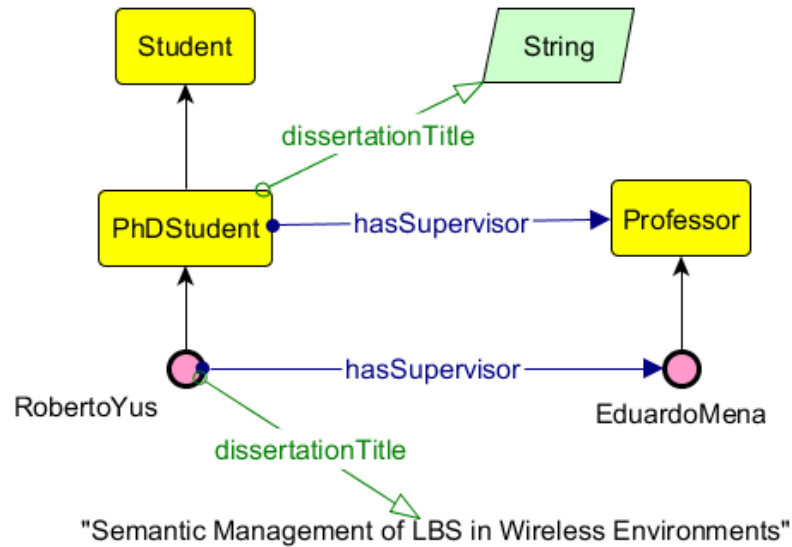 Student
String
dissertationTitle
PhDStudent
hasSupervisor
Professor
hasSupervisor
RobertoYus
EduardoMena
dissertationTitle
"Semantic Management of LBS in Wireless Environments"